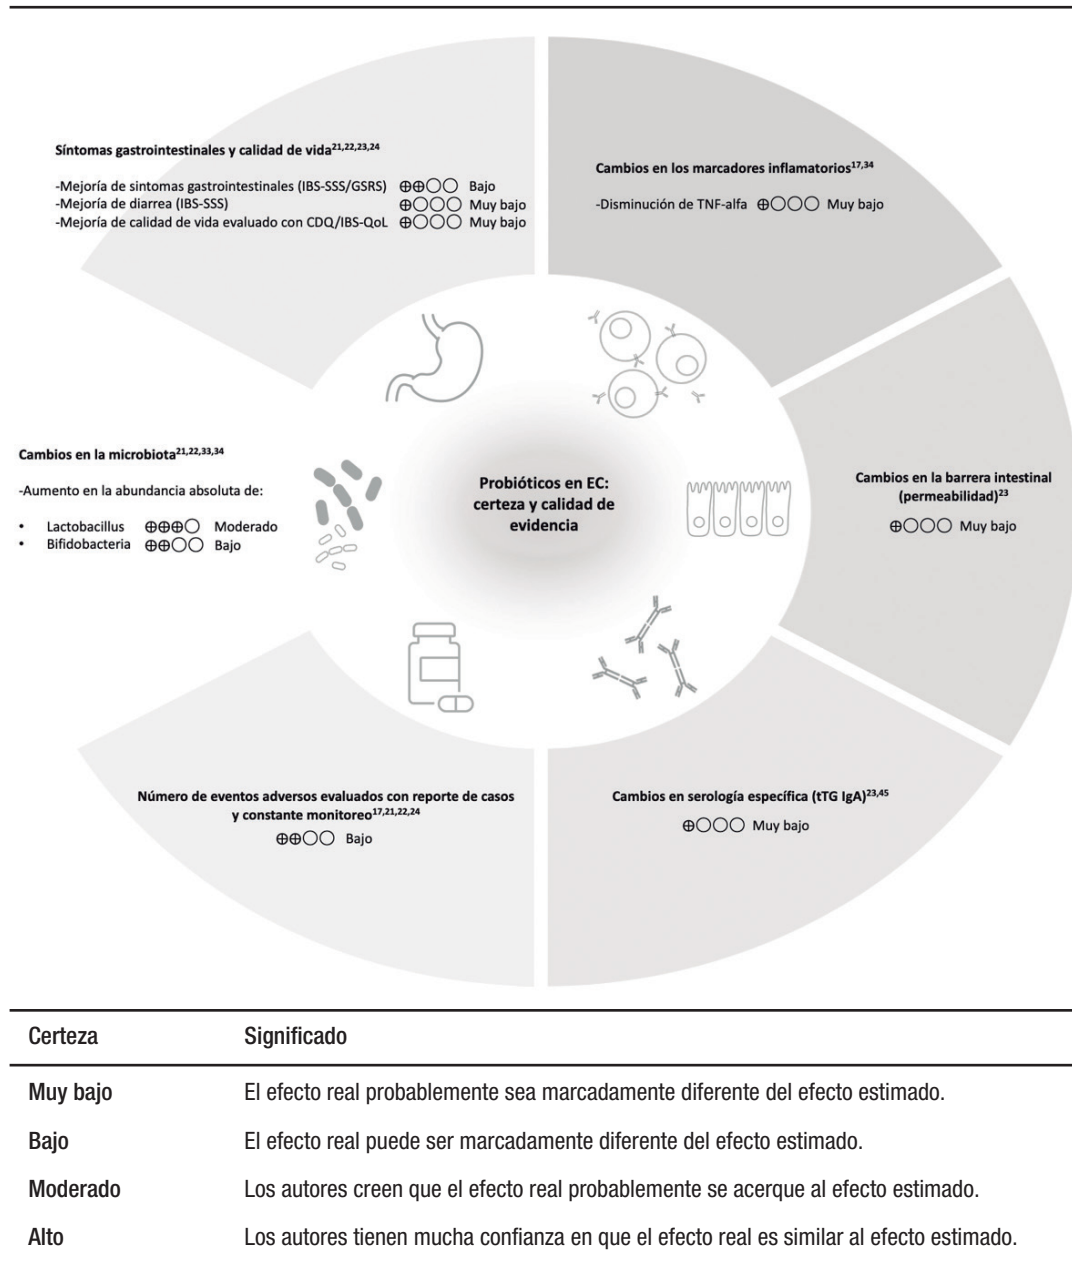 Síntomas gastrointestinales y calidad de vida21,22,23,24
-Mejoría de sintomas gastrointestinales (IBS-SSS/GSRS) ⊕⊕○○ Bajo
-Mejoría de diarrea (IBS-SSS) ⊕○○○ Muy bajo
-Mejoría de calidad de vida evaluado con CDQ/IBS-QoL ⊕○○○ Muy bajo
Cambios en los marcadores inflamatorios17,34
-Disminución de TNF-alfa ⊕○○○ Muy bajo
Cambios en la microbiota21,22,33,34
-Aumento en la abundancia absoluta de:
• Lactobacillus ⊕⊕⊕○ Moderado
• Bifidobacteria ⊕⊕○○ Bajo
Probióticos en EC:
certeza y calidad de
evidencia
Cambios en la barrera intestinal
(permeabilidad)23
⊕○○○ Muy bajo
Número de eventos adversos evaluados con reporte de casos
y constante monitoreo17,21,22,24
⊕⊕○○ Bajo
Cambios en serología específica (tTG IgA)23,45
⊕○○○ Muy bajo
Certeza Significado
Muy bajo El efecto real probablemente sea marcadamente diferente del efecto estimado.
Bajo El efecto real puede ser marcadamente diferente del efecto estimado.
Moderado Los autores creen que el efecto real probablemente se acerque al efecto estimado.
Alto Los autores tienen mucha confianza en que el efecto real es similar al efecto estimado.